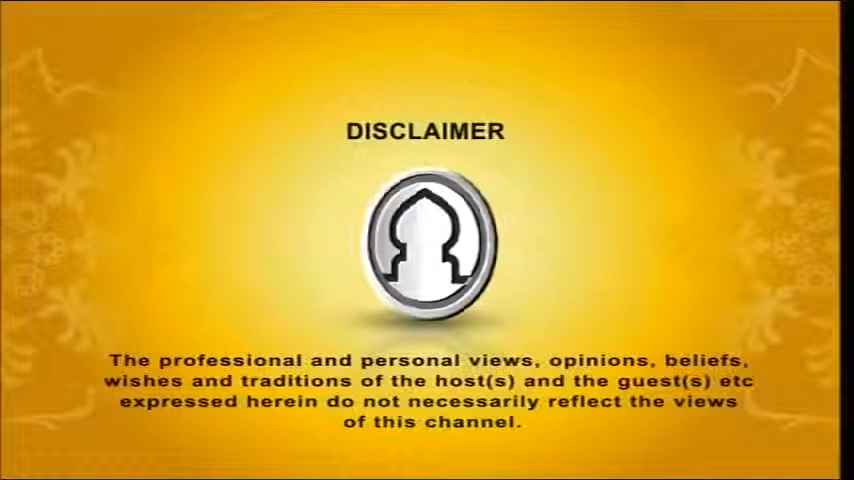 DISCLAIMER
The professional and personal views, opinions, beliefs,
wishes and traditions of the host(s) and the guest(s) etc
expressed herein do not necessarily reflect the views
of this channel.